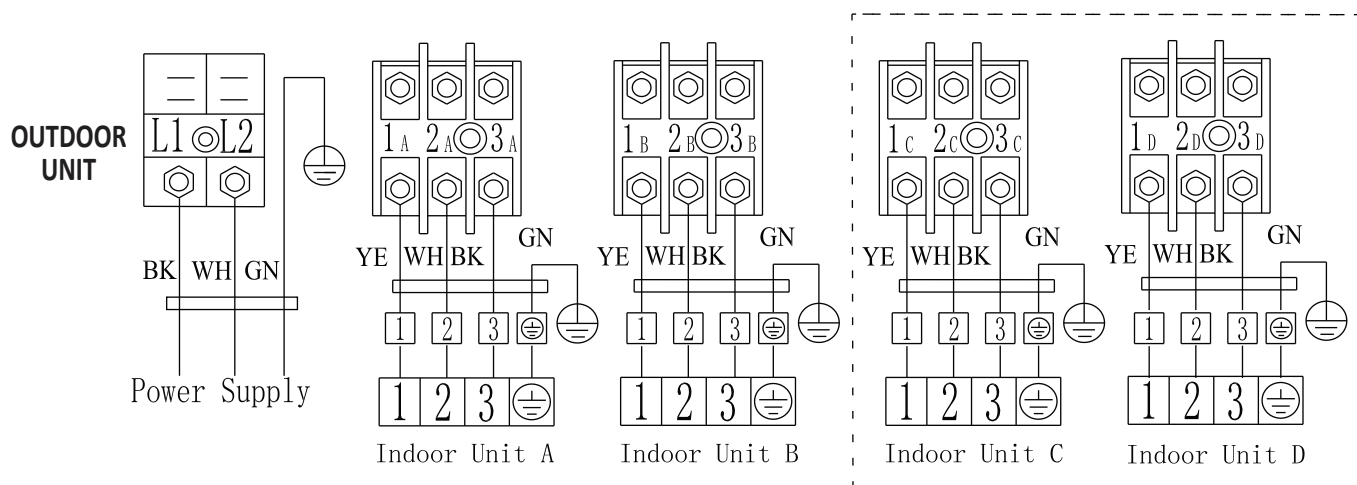 OUTDOOR
UNIT
L1 L2
BK WH GN
Power Supply
1A 2A 3A
YE WH BK GN
1 2 3
1 2 3
Indoor Unit A
1B 2B 3B
YE WH BK GN
1 2 3
1 2 3
Indoor Unit B
1C 2C 3C
YE WH BK GN
1 2 3
1 2 3
Indoor Unit C
1D 2D 3D
YE WH BK GN
1 2 3
1 2 3
Indoor Unit D